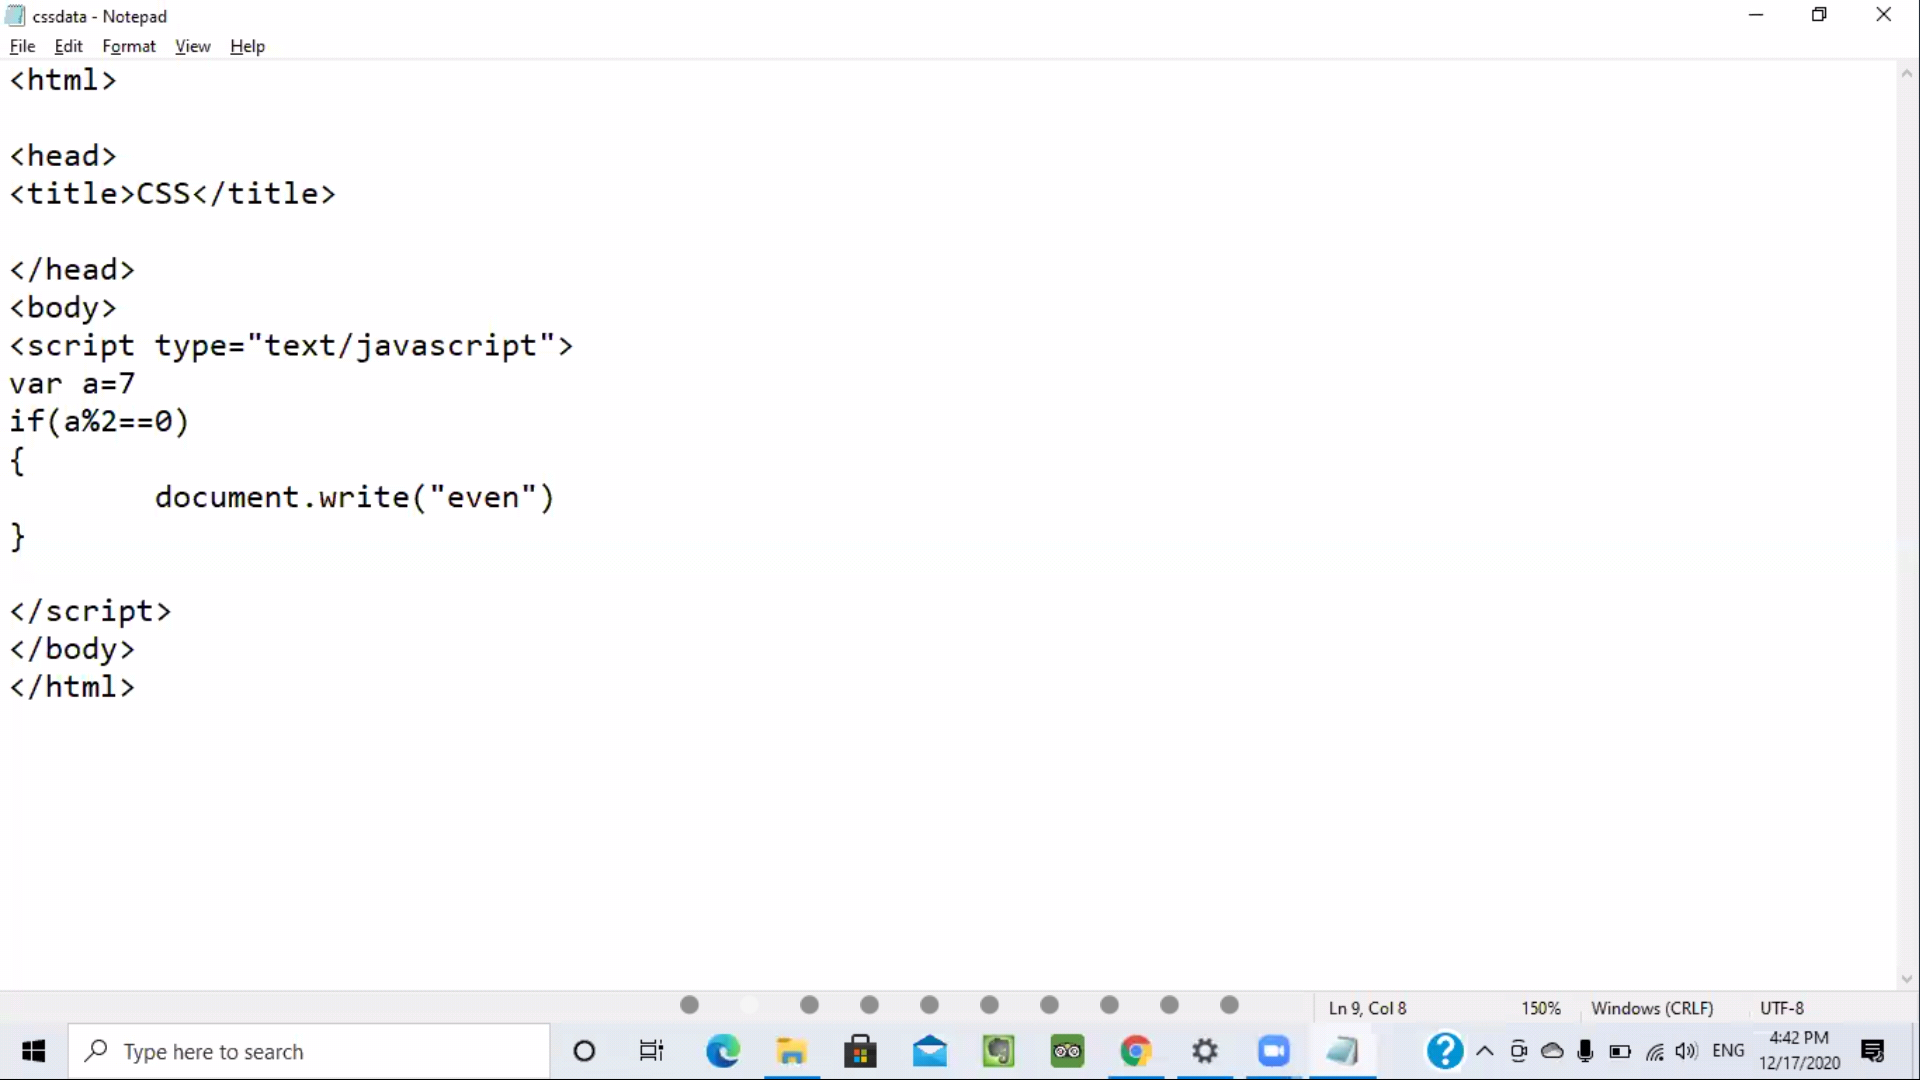 cssdata - Notepad
File Edit Format View Help
<html>
<head>
<title>CSS</title>
</head>
<body>
<script type="text/javascript">
var a=7
if(a%2==0)
{
document.write("even")
}
</script>
</body>
</html>
Ln 9, Col 8 150% Windows (CRLF) UTF-8
Type here to search
ENG
4:42 PM
12/17/2020